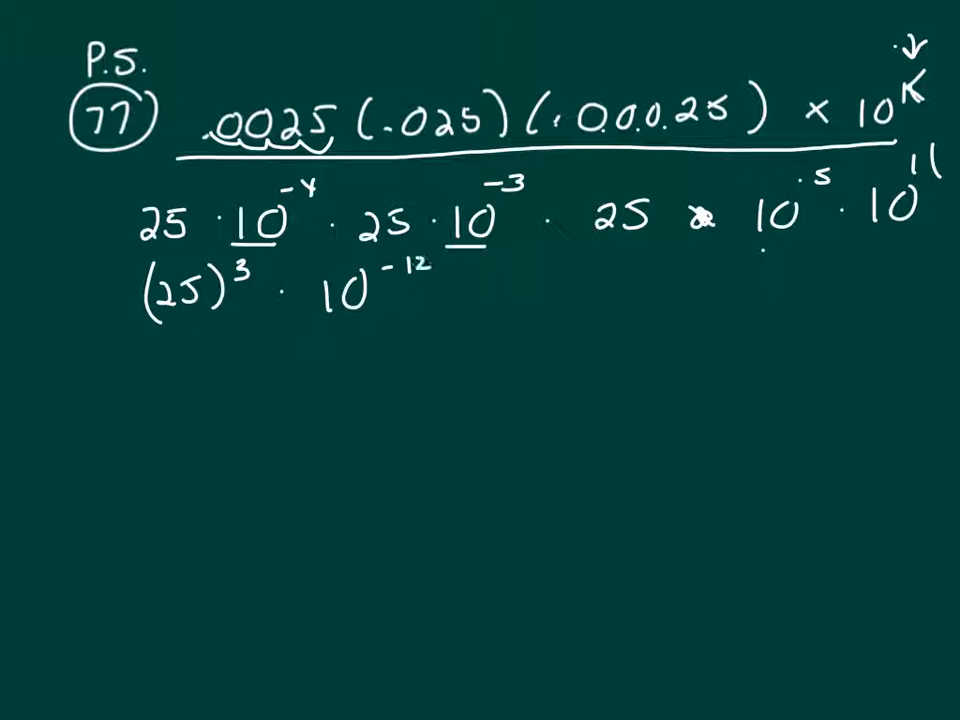 P.S.
77 .0025 (.025) (.00025) × 10^K
25 · 10^-4 · 25 · 10^-3 · 25 · 10^·5 · 10^11
(25)^3 · 10^-12